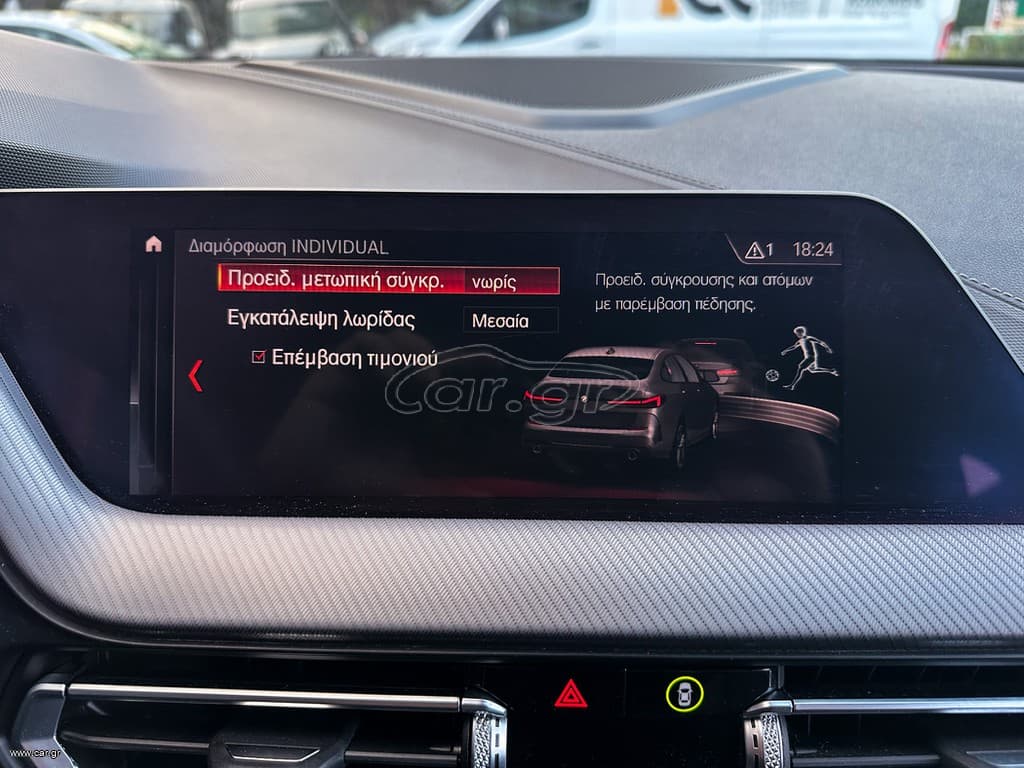 Διαμόρφωση INDIVIDUAL
1 18:24
Προειδ. μετωπική σύγκρ. νωρίς
Εγκατάλειψη λωρίδας Μεσαία
Επέμβαση τιμονιού
Προειδ. σύγκρουσης και ατόμων
με παρέμβαση πέδησης.
car.gr
www.car.gr